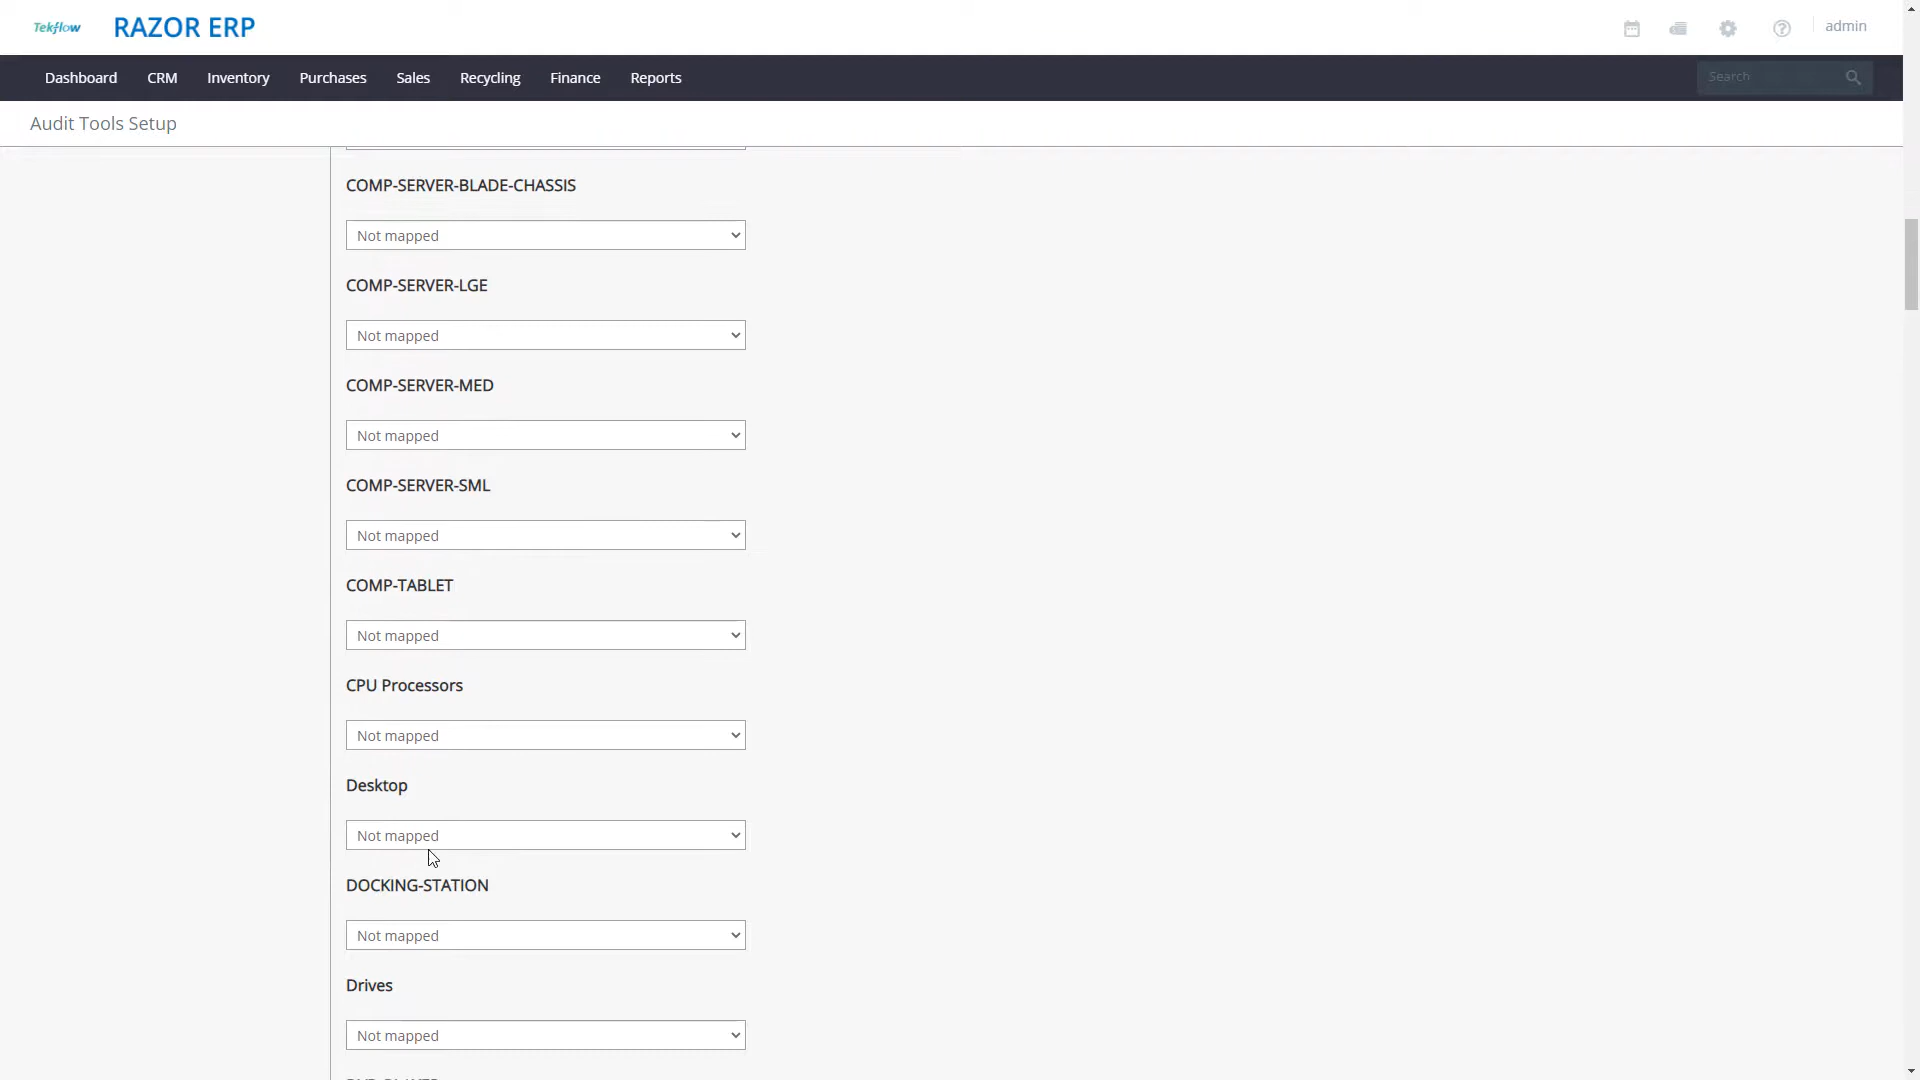 Tekflow
RAZOR ERP
admin
Dashboard CRM Inventory Purchases Sales Recycling Finance Reports Search
Audit Tools Setup
COMP-SERVER-BLADE-CHASSIS
Not mapped
COMP-SERVER-LGE
Not mapped
COMP-SERVER-MED
Not mapped
COMP-SERVER-SML
Not mapped
COMP-TABLET
Not mapped
CPU Processors
Not mapped
Desktop
Not mapped
DOCKING-STATION
Not mapped
Drives
Not mapped